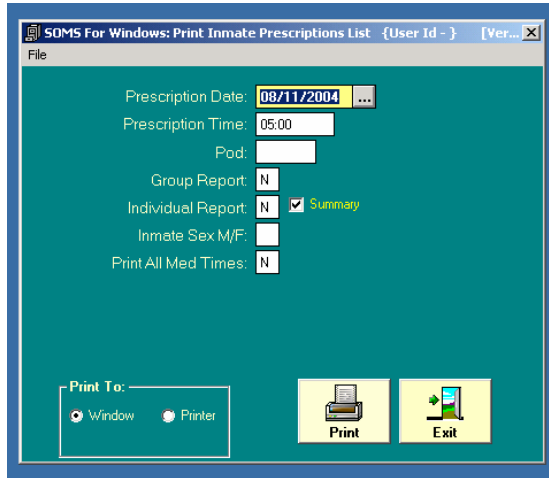 SOMS For Windows: Print Inmate Prescriptions List {User Id - } [Ver...
File
Prescription Date: 08/11/2004 ...
Prescription Time: 05:00
Pod:
Group Report: N
Individual Report: N Summary
Inmate Sex M/F:
Print All Med Times: N
Print To:
Window Printer
Print Exit